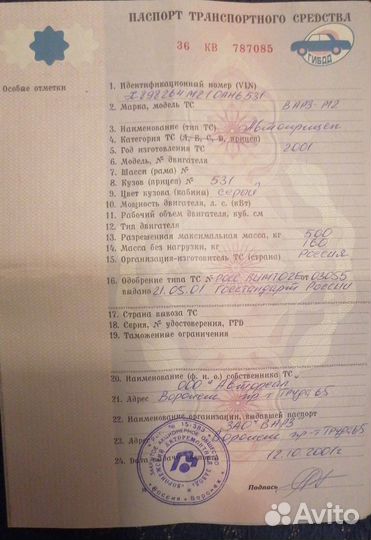 ПАСПОРТ ТРАНСПОРТНОГО СРЕДСТВА
36 КВ 787085
ГИБДД
Особые отметки
1. Идентификационный номер (VIN)
2. Марка, модель ТС ВАРЗ-М2
3. Наименование (тип ТС) Автоприцеп
4. Категория ТС (А, В, С, D, прицеп)
5. Год изготовления ТС 2001
6. Модель, № двигателя
7. Шасси (рама) №
8. Кузов (прицеп) № 531
9. Цвет кузова (кабины) серый
10. Мощность двигателя, л. с. (кВт)
11. Рабочий объем двигателя, куб. см
12. Тип двигателя
13. Разрешенная максимальная масса, кг 500
14. Масса без нагрузки, кг 160
15. Организация-изготовитель ТС (страна) Россия
16. Одобрение типа ТС №
выдано 21.05.01 Госстандарт России
17. Страна вывоза ТС
18. Серия, № удостоверения, PTD
19. Таможенные ограничения
20. Наименование (ф. и. о.) собственника ТС
ООО "
21. Адрес Воронеж пр-т Труда 65
22. Наименование организации, выдавшей паспорт
ЗАО "ВАРЗ"
23. Адрес Воронеж пр-т Труда 65
24. Дата 12.10.2001г
Подпись
Avito